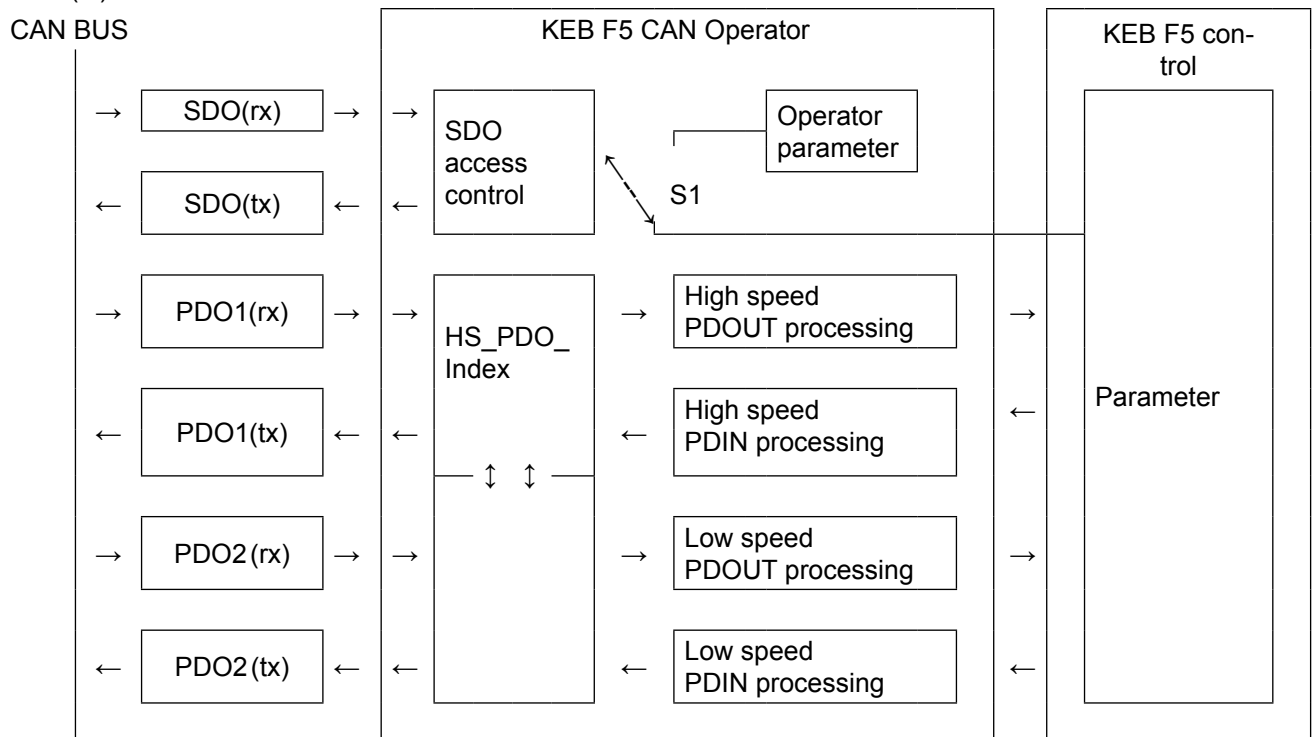 CAN BUS
KEB F5 CAN Operator
KEB F5 con-
trol
SDO(rx)
SDO
access
control
Operator
parameter
SDO(tx)
S1
PDO1(rx)
HS_PDO_
Index
High speed
PDOUT processing
Parameter
PDO1(tx)
High speed
PDIN processing
PDO2(rx)
Low speed
PDOUT processing
PDO2(tx)
Low speed
PDIN processing